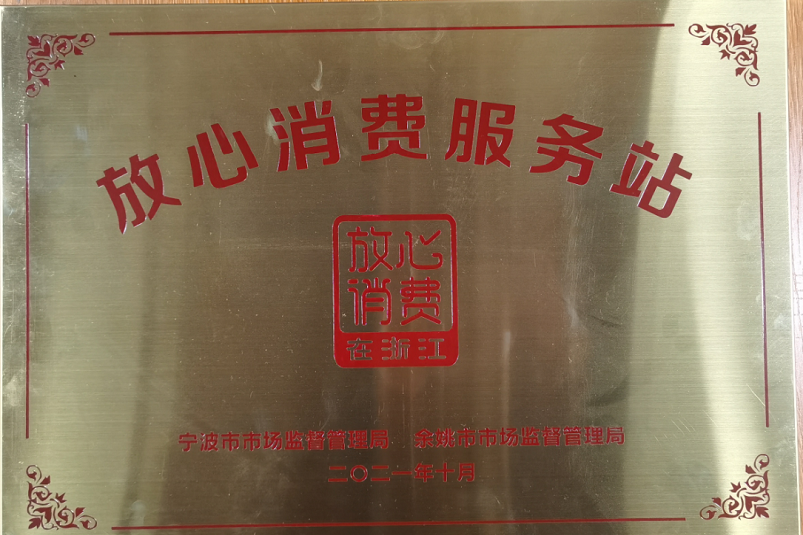 放心消费服务站
放心
消费
在浙江
宁波市市场监督管理局 余姚市市场监督管理局
二〇二一年十月